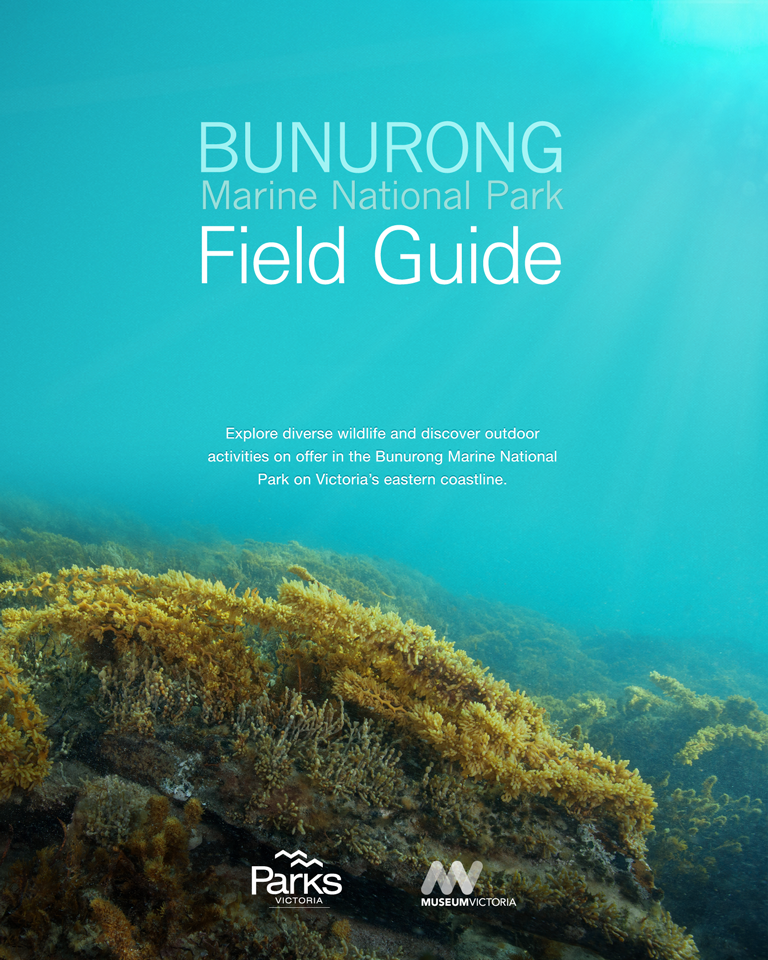 BUNURONG
Marine National Park
Field Guide
Explore diverse wildlife and discover outdoor
activities on offer in the Bunurong Marine National
Park on Victoria's eastern coastline.
Parks
VICTORIA
MUSEUMVICTORIA